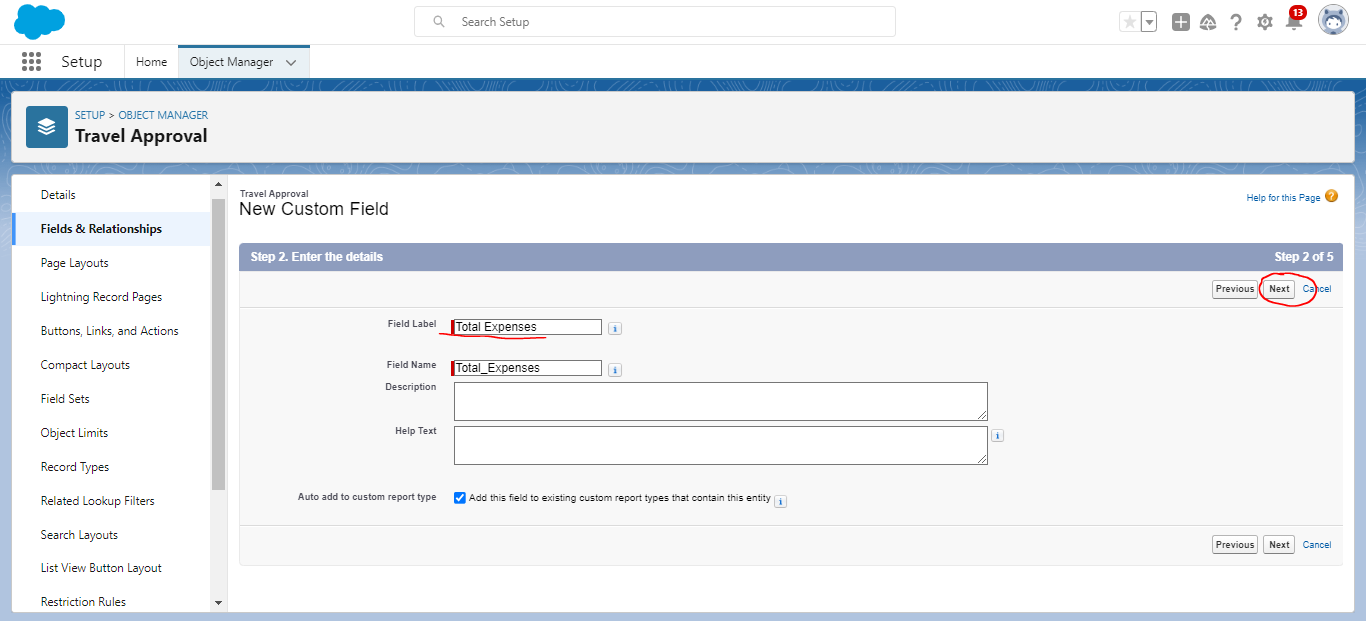 Search Setup
13
Setup
Home
Object Manager
SETUP > OBJECT MANAGER
Travel Approval
Details
Fields & Relationships
Page Layouts
Lightning Record Pages
Buttons, Links, and Actions
Compact Layouts
Field Sets
Object Limits
Record Types
Related Lookup Filters
Search Layouts
List View Button Layout
Restriction Rules
Travel Approval
New Custom Field
Help for this Page ?
Step 2. Enter the details
Step 2 of 5
Previous Next Cancel
Field Label Total Expenses i
Field Name Total_Expenses i
Description
Help Text i
Auto add to custom report type Add this field to existing custom report types that contain this entity i
Previous Next Cancel